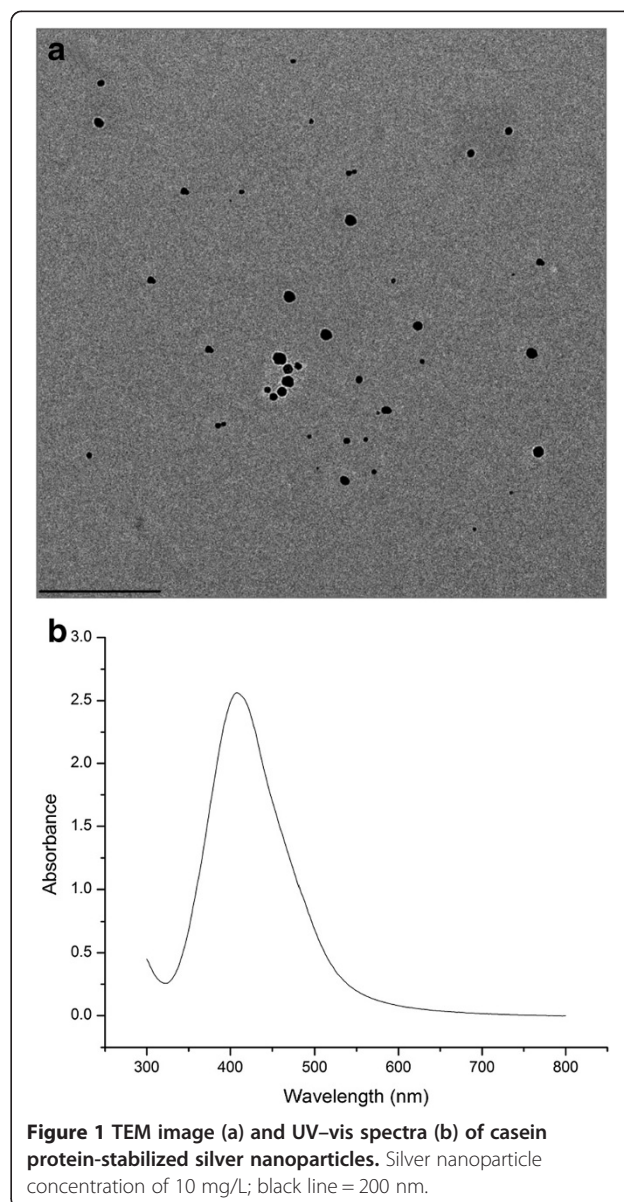 a
b
3.0
2.5
2.0
1.5
1.0
0.5
0.0
Absorbance
300 400 500 600 700 800
Wavelength (nm)
Figure 1 TEM image (a) and UV–vis spectra (b) of casein
protein-stabilized silver nanoparticles. Silver nanoparticle
concentration of 10 mg/L; black line = 200 nm.